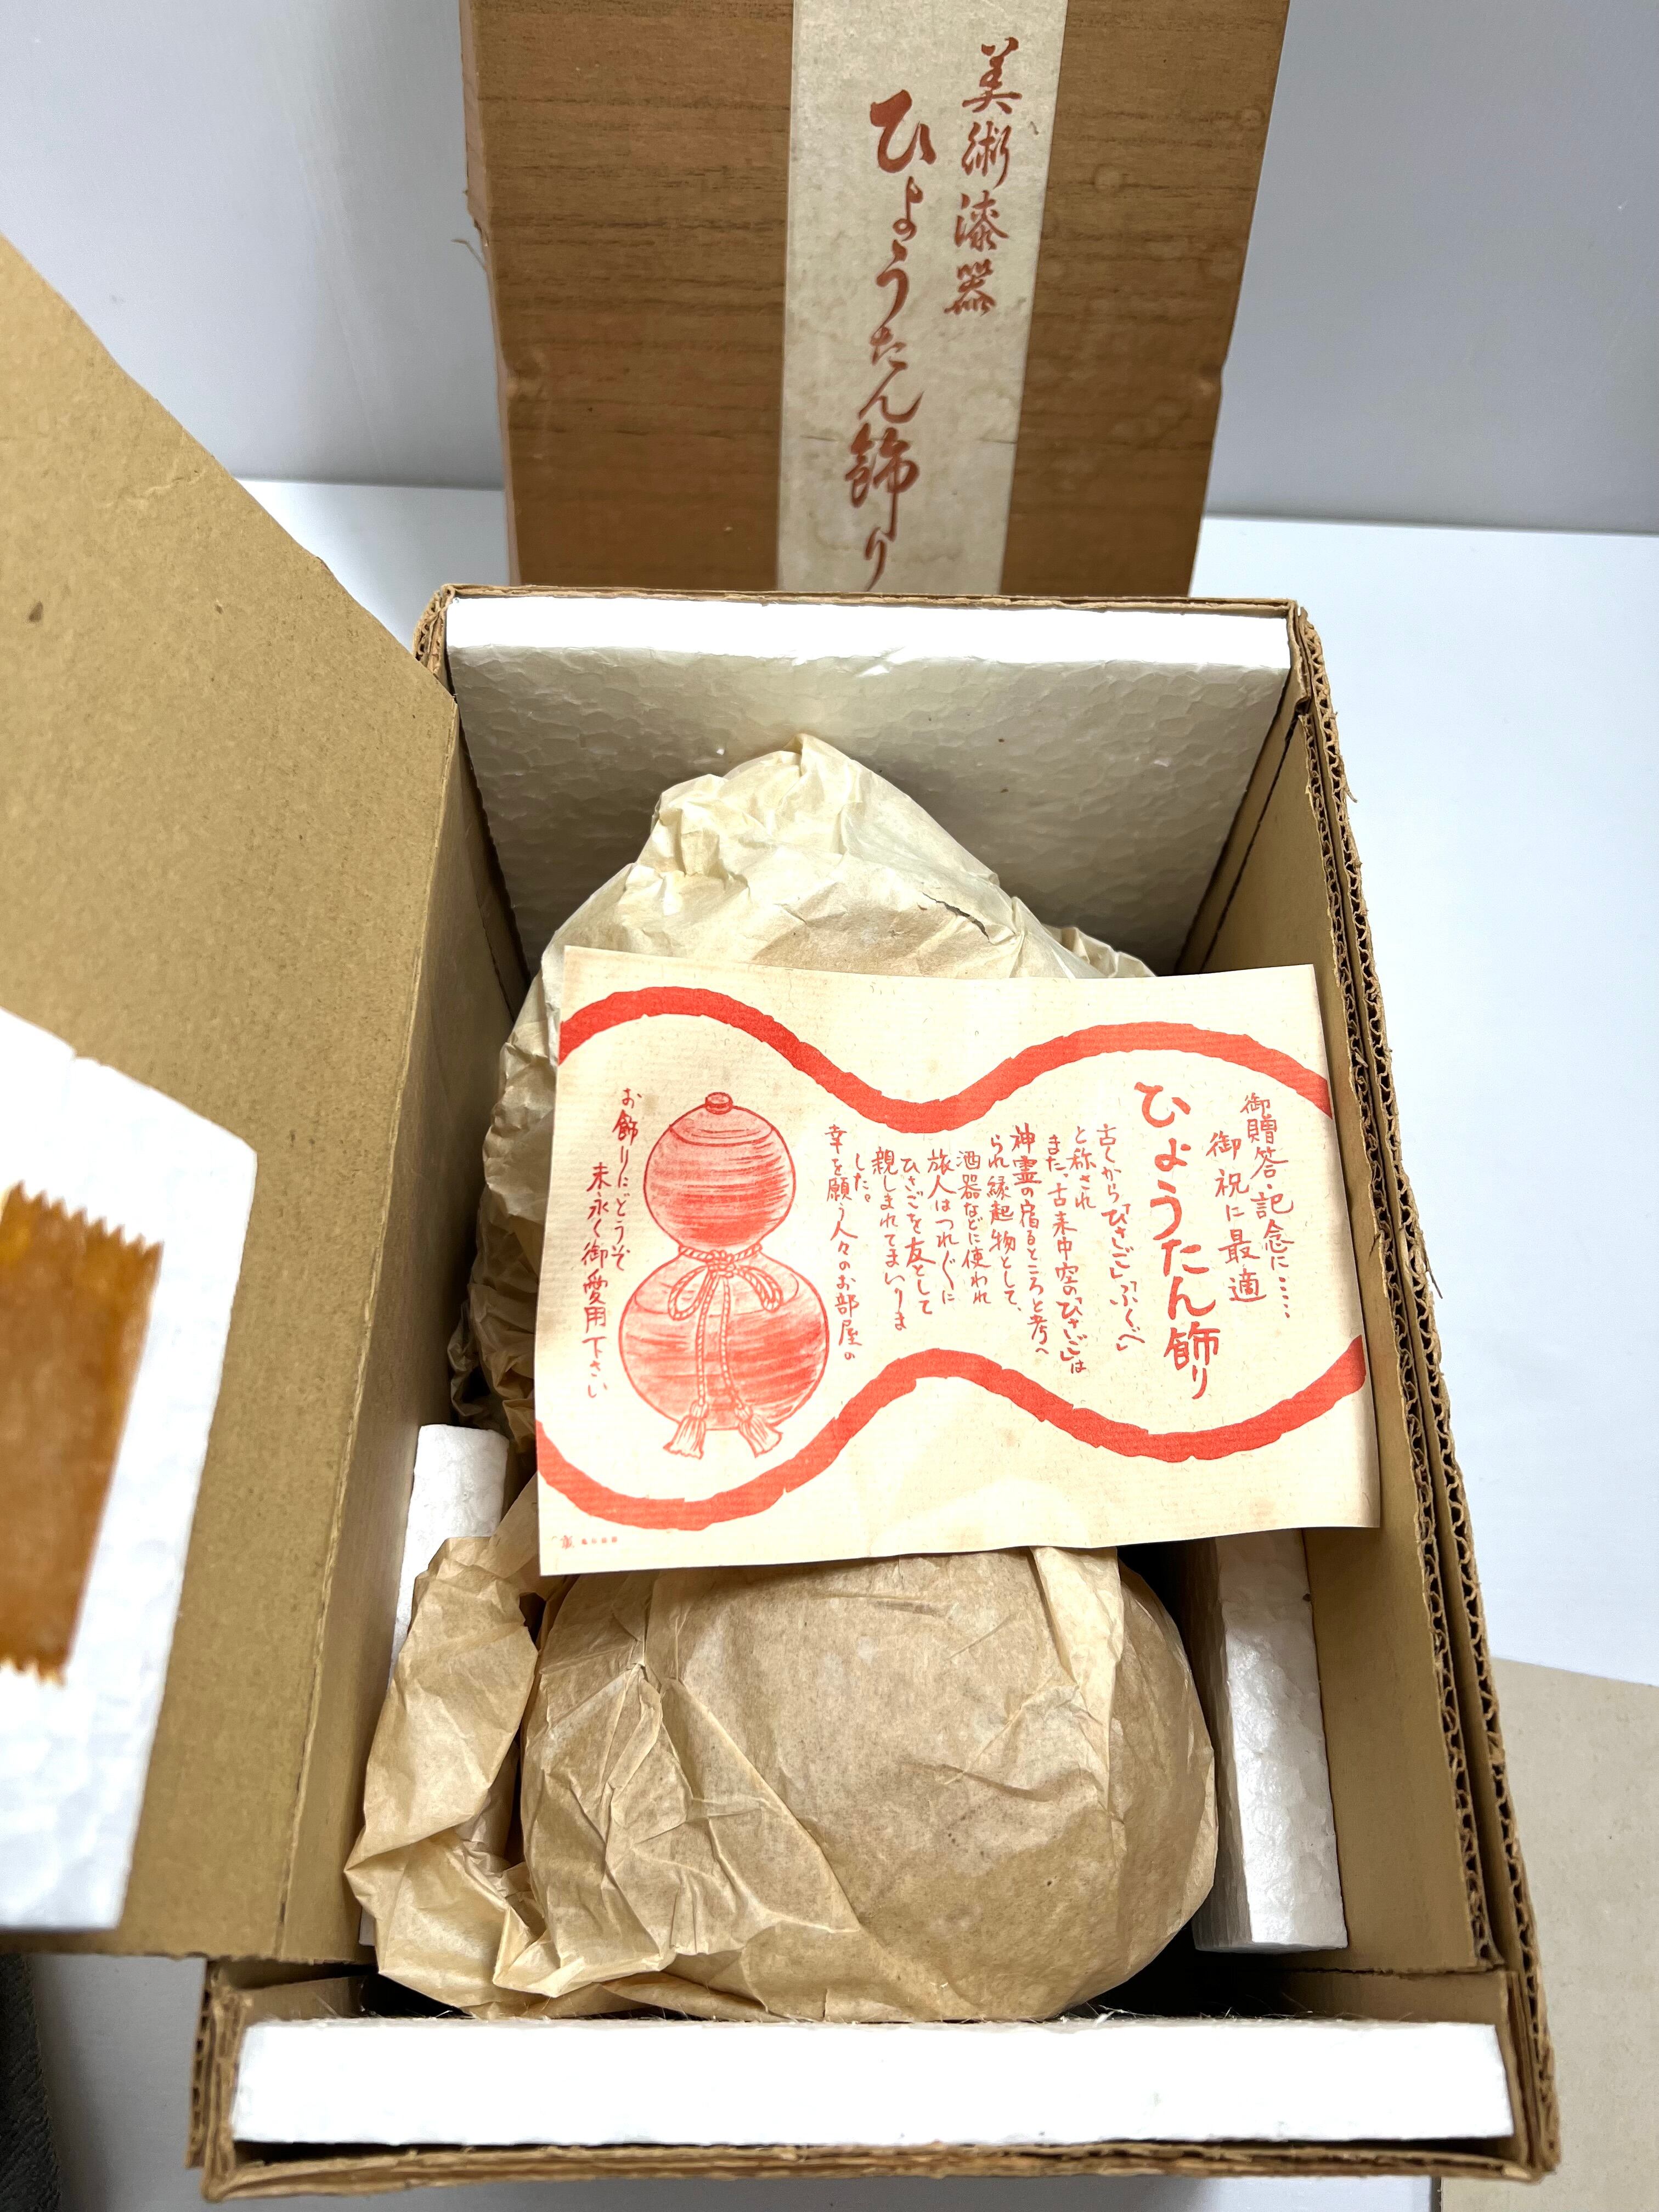 美術漆器
ひょうたん飾り
御贈答・記念に……
御祝に最適
ひょうたん飾り
古くから「ひさご」「ふくべ」
と称され
また、古来中空の「ひさご」は
神霊の宿るところと考へ
られ縁起物として、
酒器などに使われ
旅人はつれ〴〵に
ひさごを友として
親しまれてまいりま
した。
幸を願う人々のお部屋の
お飾りにどうぞ
末永く御愛用下さい